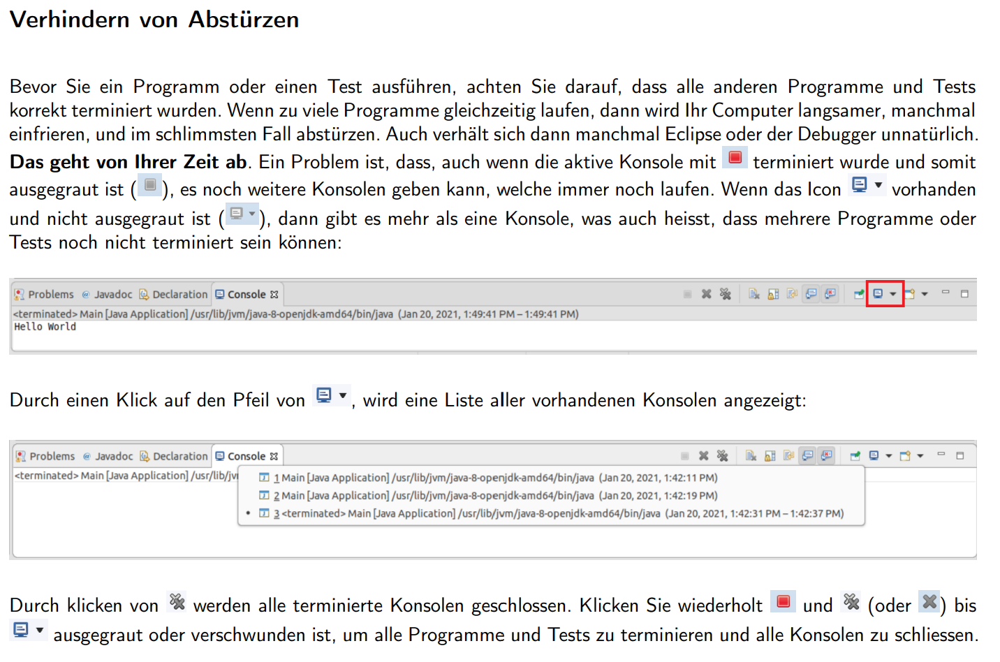 Verhindern von Abstürzen
Bevor Sie ein Programm oder einen Test ausführen, achten Sie darauf, dass alle anderen Programme und Tests
korrekt terminiert wurden. Wenn zu viele Programme gleichzeitig laufen, dann wird Ihr Computer langsamer, manchmal
einfrieren, und im schlimmsten Fall abstürzen. Auch verhält sich dann manchmal Eclipse oder der Debugger unnatürlich.
Das geht von Ihrer Zeit ab. Ein Problem ist, dass, auch wenn die aktive Konsole mit terminiert wurde und somit
ausgegraut ist ( ), es noch weitere Konsolen geben kann, welche immer noch laufen. Wenn das Icon vorhanden
und nicht ausgegraut ist ( ), dann gibt es mehr als eine Konsole, was auch heisst, dass mehrere Programme oder
Tests noch nicht terminiert sein können:
Problems @ Javadoc Declaration Console
<terminated> Main [Java Application] /usr/lib/jvm/java-8-openjdk-amd64/bin/java (Jan 20, 2021, 1:49:41 PM – 1:49:41 PM)
Hello World
Durch einen Klick auf den Pfeil von , wird eine Liste aller vorhandenen Konsolen angezeigt:
Problems @ Javadoc Declaration Console
<terminated> Main [Java Application] /usr/lib/jv
1 Main [Java Application] /usr/lib/jvm/java-8-openjdk-amd64/bin/java (Jan 20, 2021, 1:42:11 PM)
2 Main [Java Application] /usr/lib/jvm/java-8-openjdk-amd64/bin/java (Jan 20, 2021, 1:42:19 PM)
3 <terminated> Main [Java Application] /usr/lib/jvm/java-8-openjdk-amd64/bin/java (Jan 20, 2021, 1:42:31 PM – 1:42:37 PM)
Durch klicken von werden alle terminierte Konsolen geschlossen. Klicken Sie wiederholt und (oder ) bis
ausgegraut oder verschwunden ist, um alle Programme und Tests zu terminieren und alle Konsolen zu schliessen.